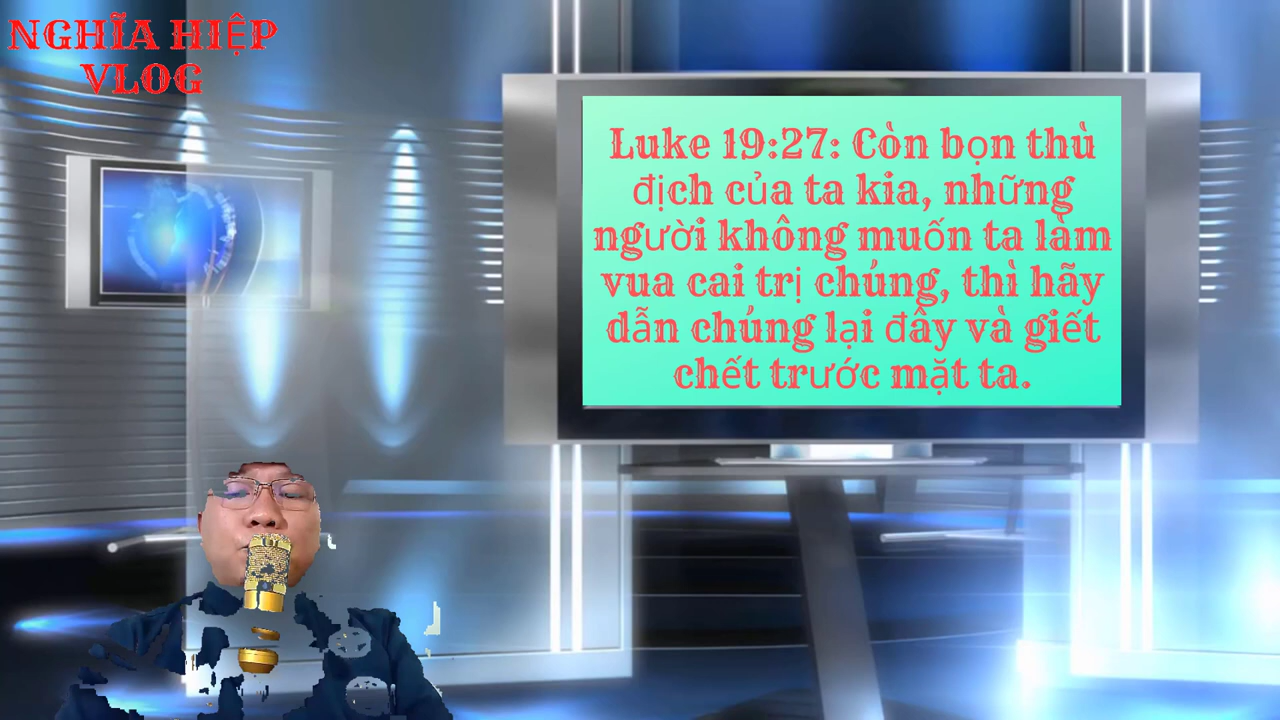 NGHĨA HIỆP
VLOG
Luke 19:27: Còn bọn thù
địch của ta kia, những
người không muốn ta làm
vua cai trị chúng, thì hãy
dẫn chúng lại đây và giết
chết trước mặt ta.